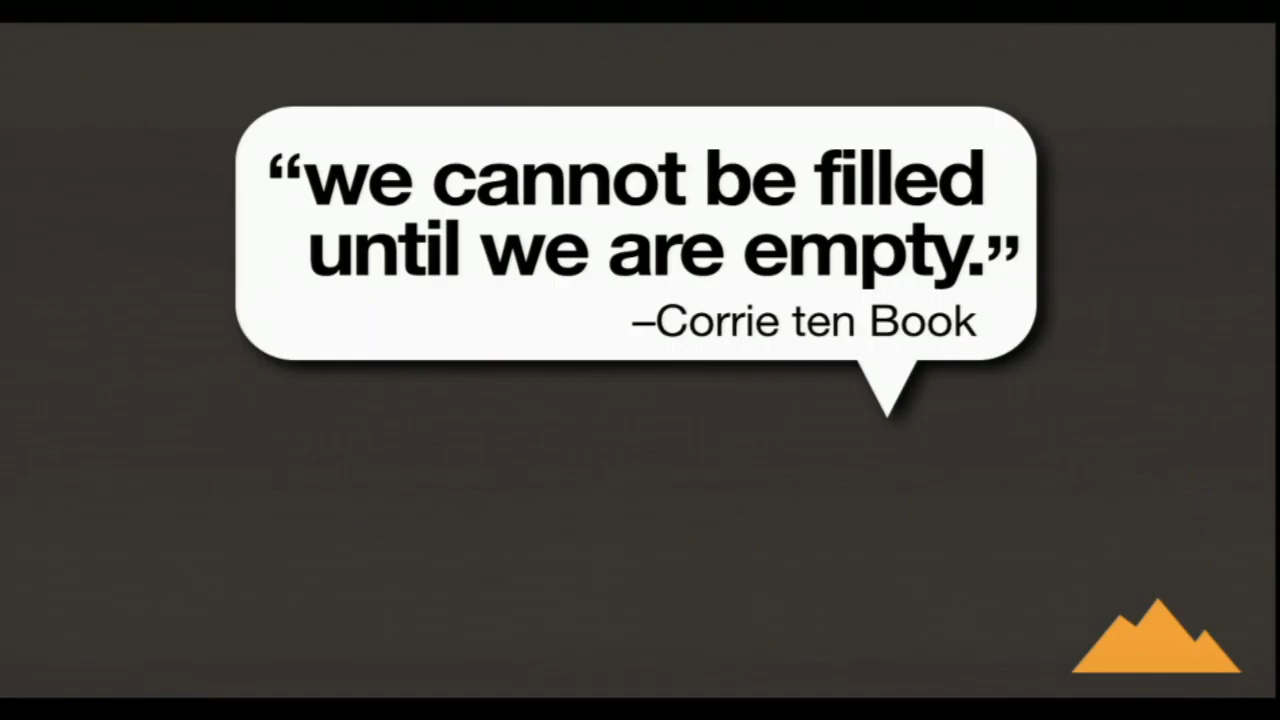 “we cannot be filled
until we are empty.”
–Corrie ten Book